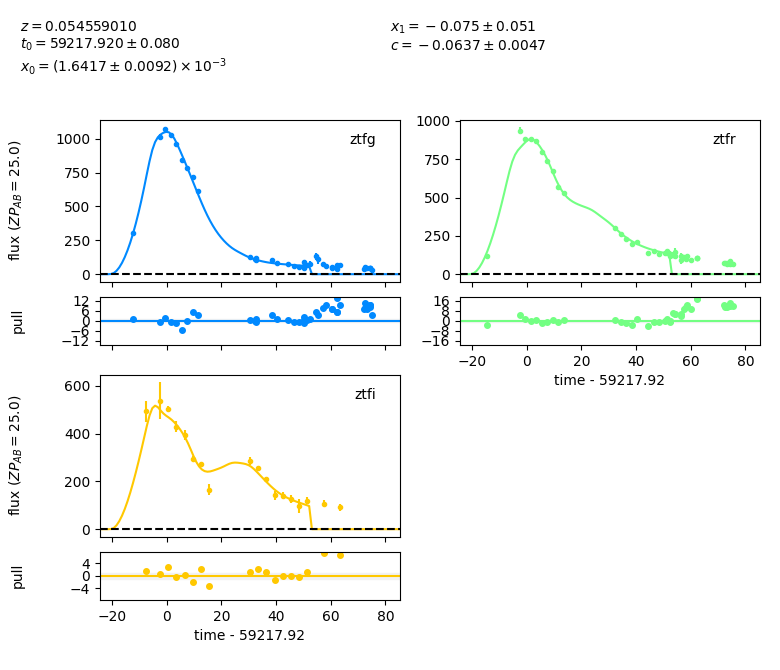 z = 0.054559010
t₀ = 59217.920 ± 0.080
x₀ = (1.6417 ± 0.0092) × 10⁻³
x₁ = −0.075 ± 0.051
c = −0.0637 ± 0.0047
flux (ZP_AB = 25.0)
1000
750
500
250
0
ztfg
1000
750
500
250
0
ztfr
pull
12
6
0
−6
−12
16
8
0
−8
−16
−20
0
20
40
60
80
time - 59217.92
flux (ZP_AB = 25.0)
600
400
200
0
ztfi
pull
4
0
−4
−20
0
20
40
60
80
time - 59217.92